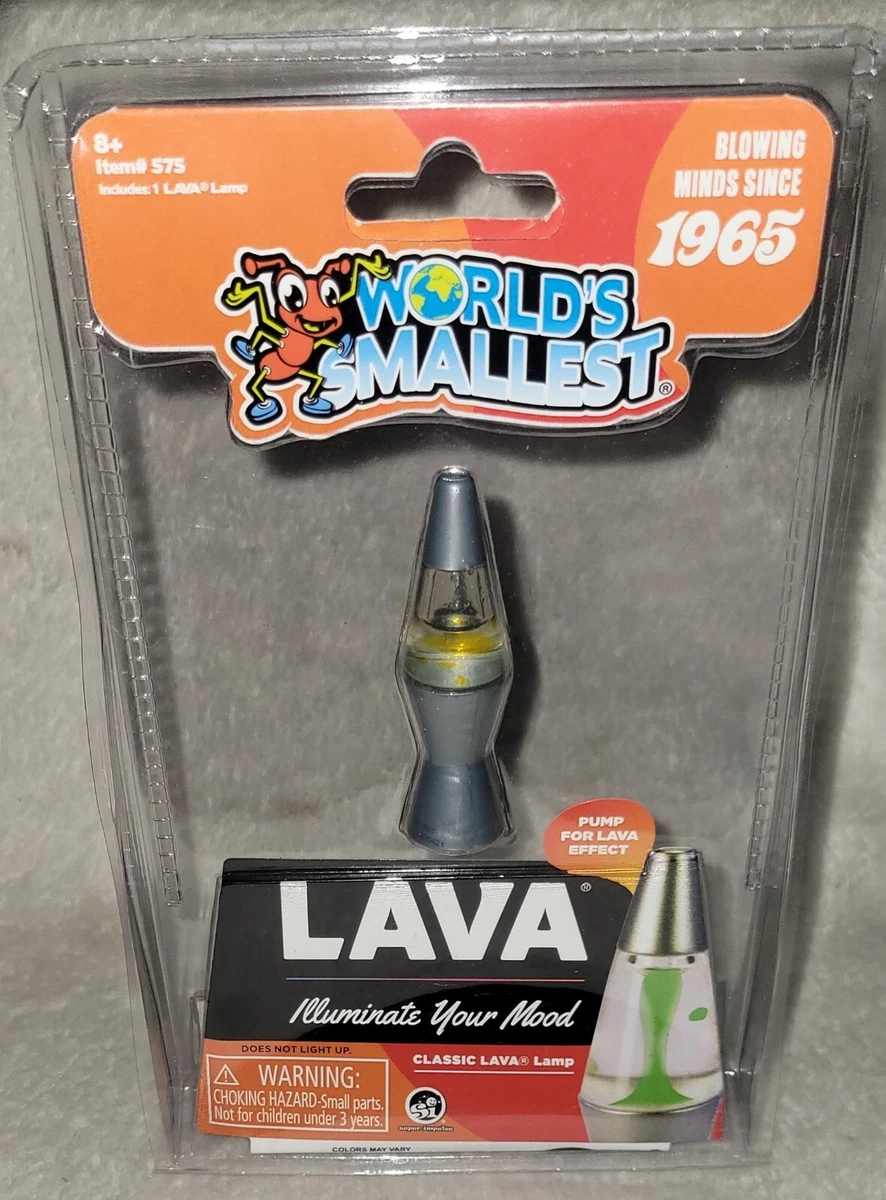 8+
Item# 575
Includes: 1 LAVA® Lamp
BLOWING
MINDS SINCE
1965
WORLD'S
SMALLEST®
PUMP
FOR LAVA
EFFECT
LAVA®
Illuminate Your Mood
DOES NOT LIGHT UP.
CLASSIC LAVA® Lamp
WARNING:
CHOKING HAZARD-Small parts.
Not for children under 3 years.
Si
super impulse
COLORS MAY VARY